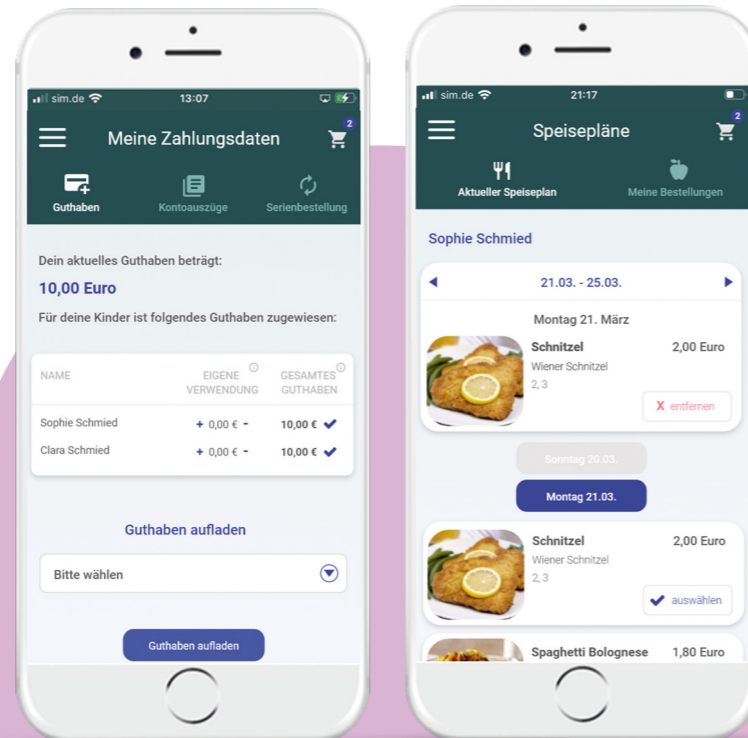 sim.de
13:07
Meine Zahlungsdaten
2
Guthaben
Kontoauszüge
Serienbestellung
Dein aktuelles Guthaben beträgt:
10,00 Euro
Für deine Kinder ist folgendes Guthaben zugewiesen:
NAME
EIGENE VERWENDUNG
GESAMTES GUTHABEN
Sophie Schmied + 0,00 € - 10,00 €
Clara Schmied + 0,00 € - 10,00 €
Guthaben aufladen
Bitte wählen
Guthaben aufladen
sim.de
21:17
Speisepläne
2
Aktueller Speiseplan
Meine Bestellungen
Sophie Schmied
21.03. - 25.03.
Montag 21. März
Schnitzel 2,00 Euro
Wiener Schnitzel
2, 3
X entfernen
Sonntag 20.03.
Montag 21.03.
Schnitzel 2,00 Euro
Wiener Schnitzel
2, 3
auswählen
Spaghetti Bolognese 1,80 Euro